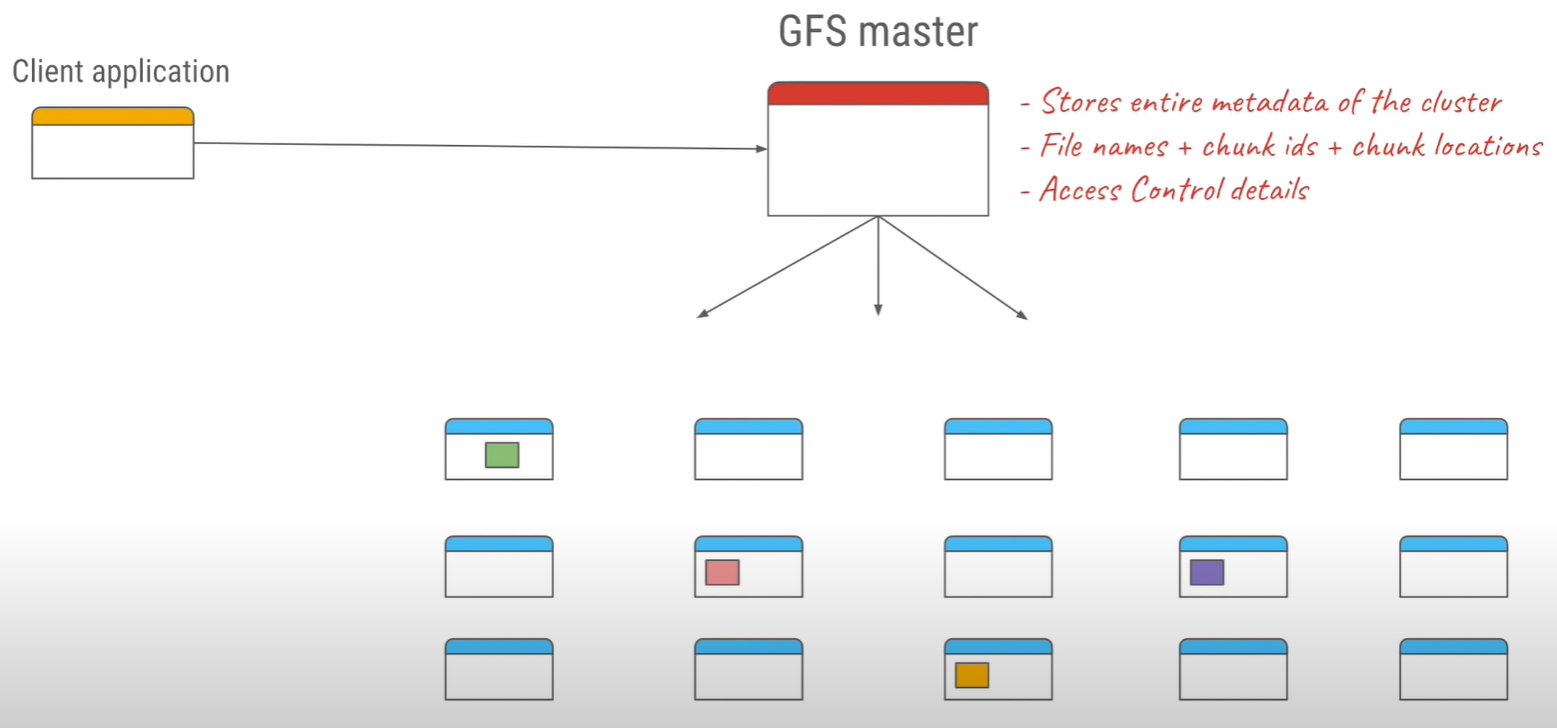 GFS master
Client application
- Stores entire metadata of the cluster
- File names + chunk ids + chunk locations
- Access Control details